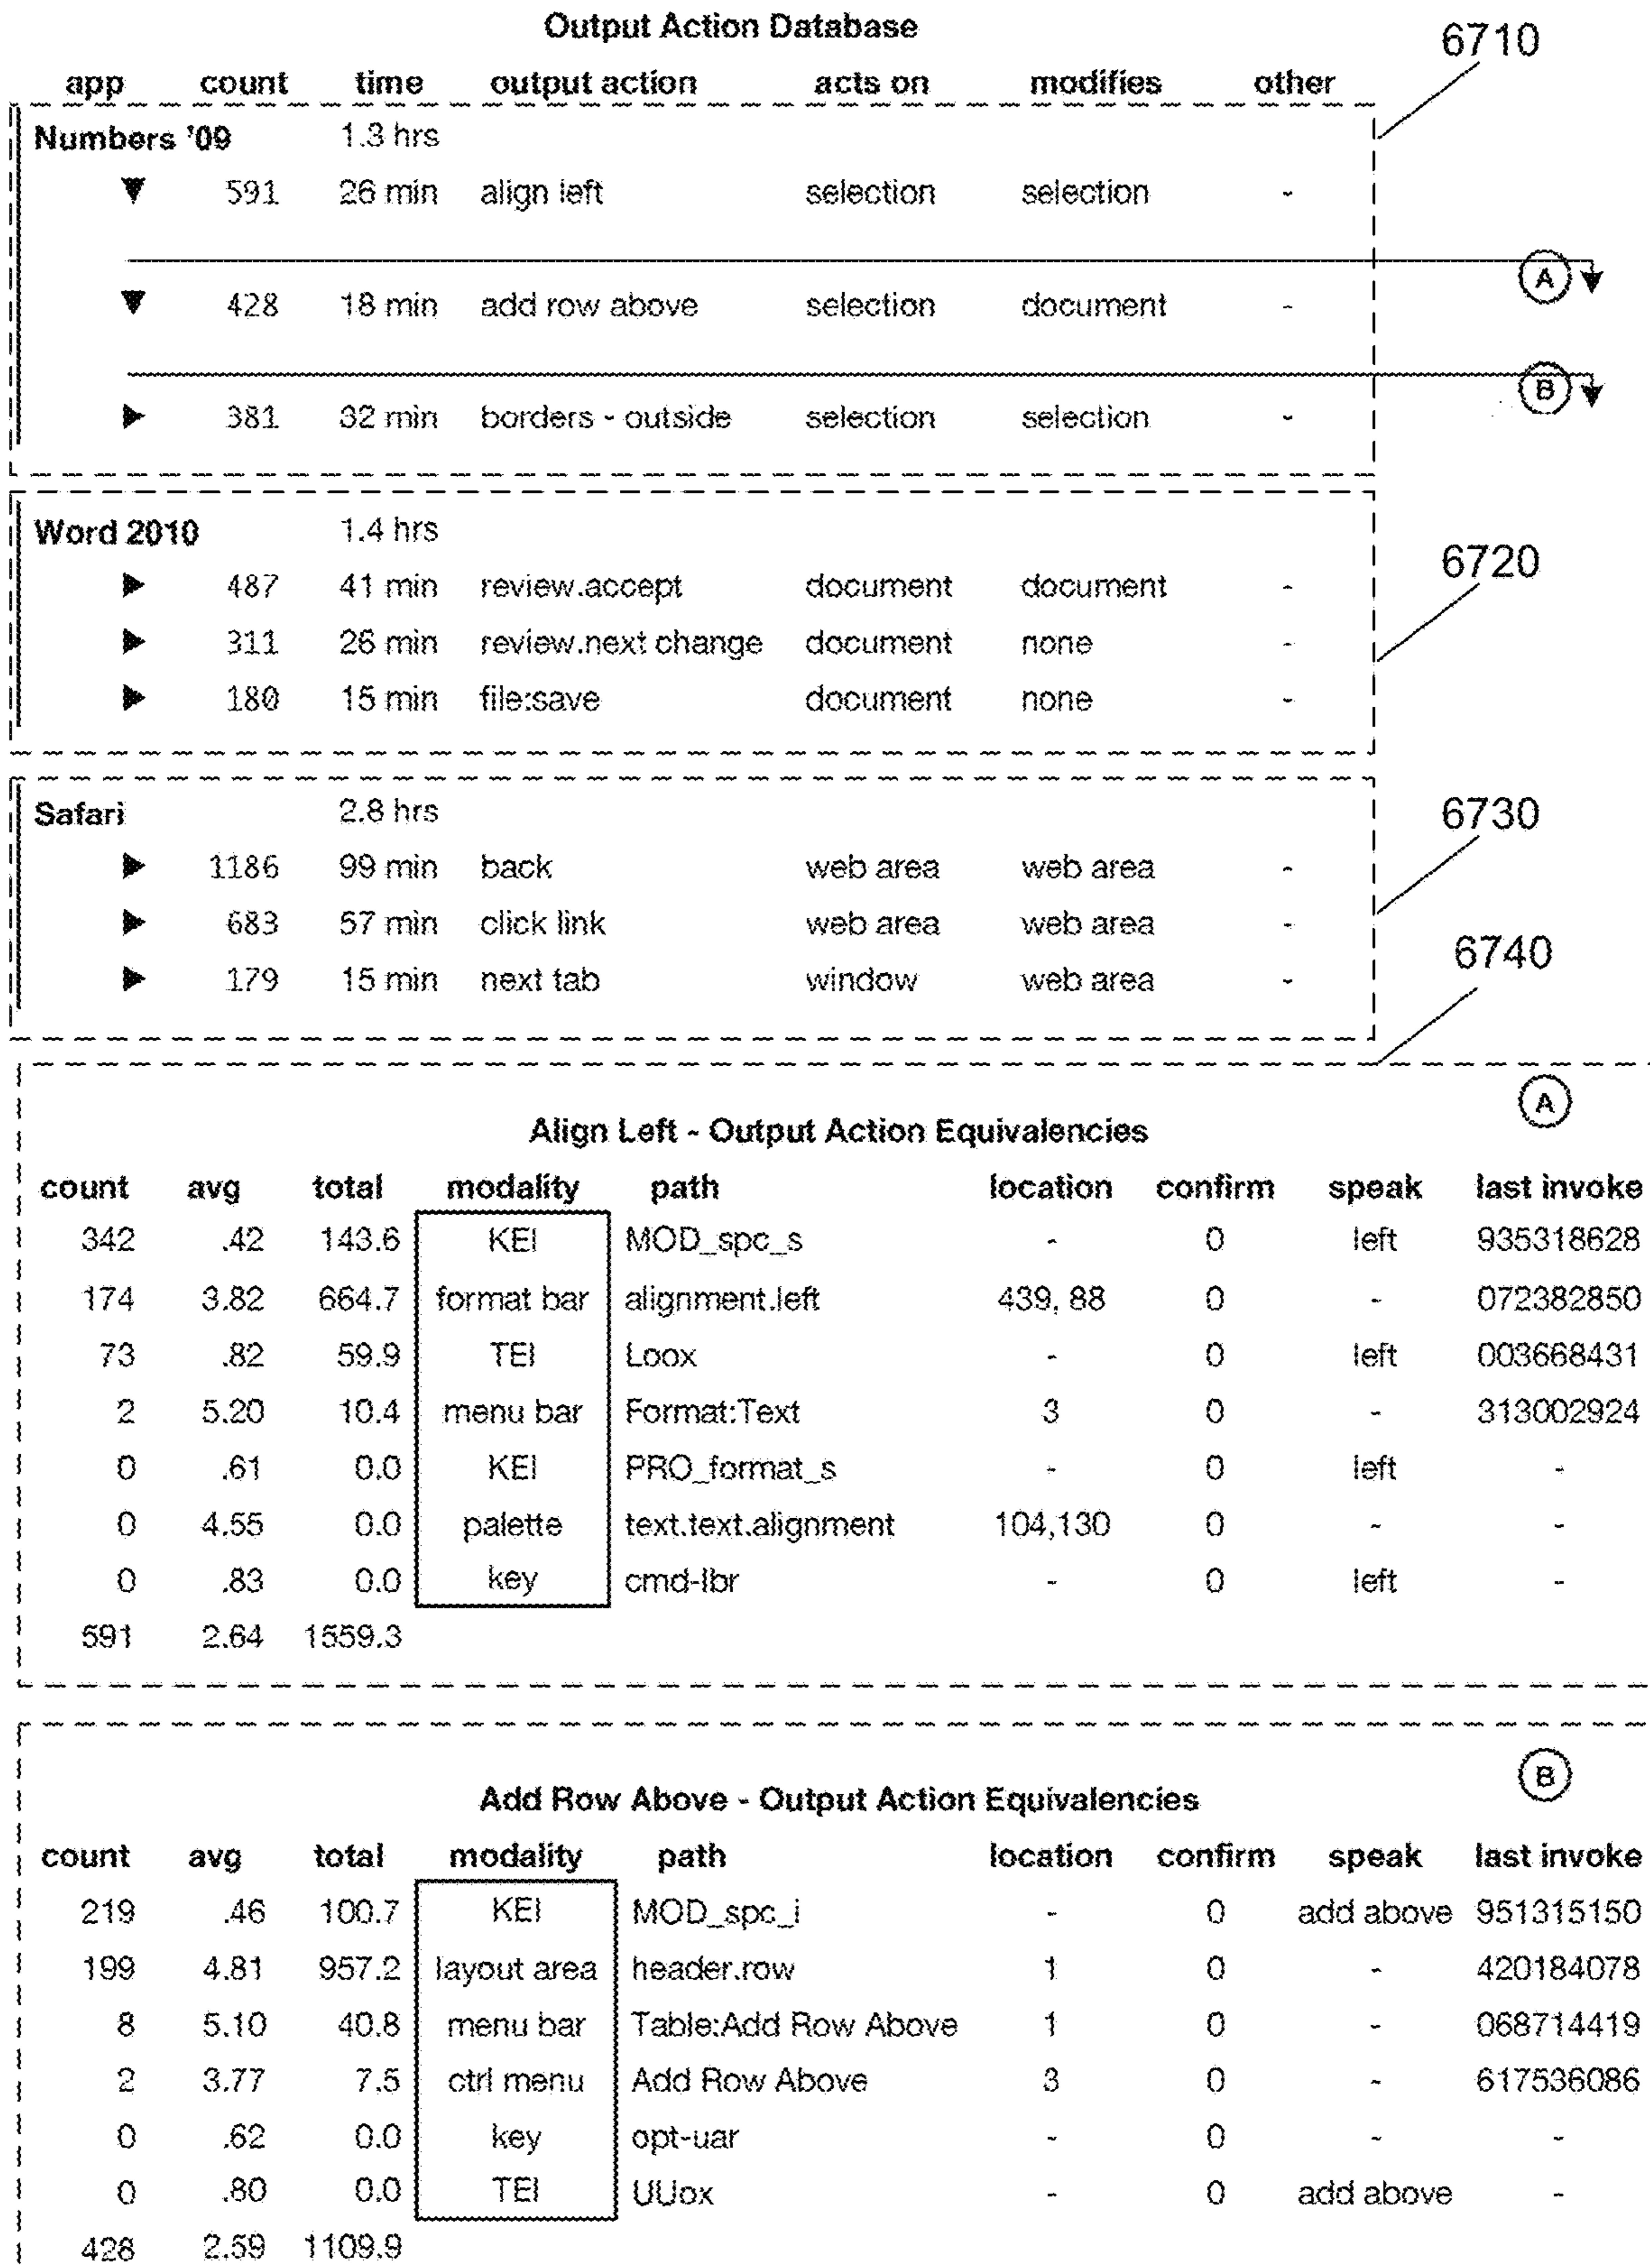 Output Action Database
6710
app count time output action acts on modifies other
Numbers '09 1.3 hrs
▼ 591 26 min align left selection selection -
A
▼ 428 18 min add row above selection document -
B
▶ 381 32 min borders - outside selection selection -
Word 2010 1.4 hrs
6720
▶ 487 41 min review.accept document document -
▶ 311 26 min review.next change document none -
▶ 180 15 min file:save document none -
Safari 2.8 hrs
6730
▶ 1186 99 min back web area web area -
▶ 683 57 min click link web area web area -
6740
▶ 179 15 min next tab window web area -
A
Align Left - Output Action Equivalencies
count avg total modality path location confirm speak last invoke
342 .42 143.6 KEI MOD_spc_s - 0 left 935318628
174 3.82 664.7 format bar alignment.left 439, 88 0 - 072382850
73 .82 59.9 TEI Loox - 0 left 003668431
2 5.20 10.4 menu bar Format:Text 3 0 - 313002924
0 .61 0.0 KEI PRO_format_s - 0 left -
0 4.55 0.0 palette text.text.alignment 104,130 0 - -
0 .83 0.0 key cmd-lbr - 0 left -
591 2.64 1559.3
B
Add Row Above - Output Action Equivalencies
count avg total modality path location confirm speak last invoke
219 .46 100.7 KEI MOD_spc_i - 0 add above 951315150
199 4.81 957.2 layout area header.row 1 0 - 420184078
8 5.10 40.8 menu bar Table:Add Row Above 1 0 - 068714419
2 3.77 7.5 ctrl menu Add Row Above 3 0 - 617536086
0 .62 0.0 key opt-uar - 0 - -
0 .80 0.0 TEI UUox - 0 add above -
428 2.59 1109.9